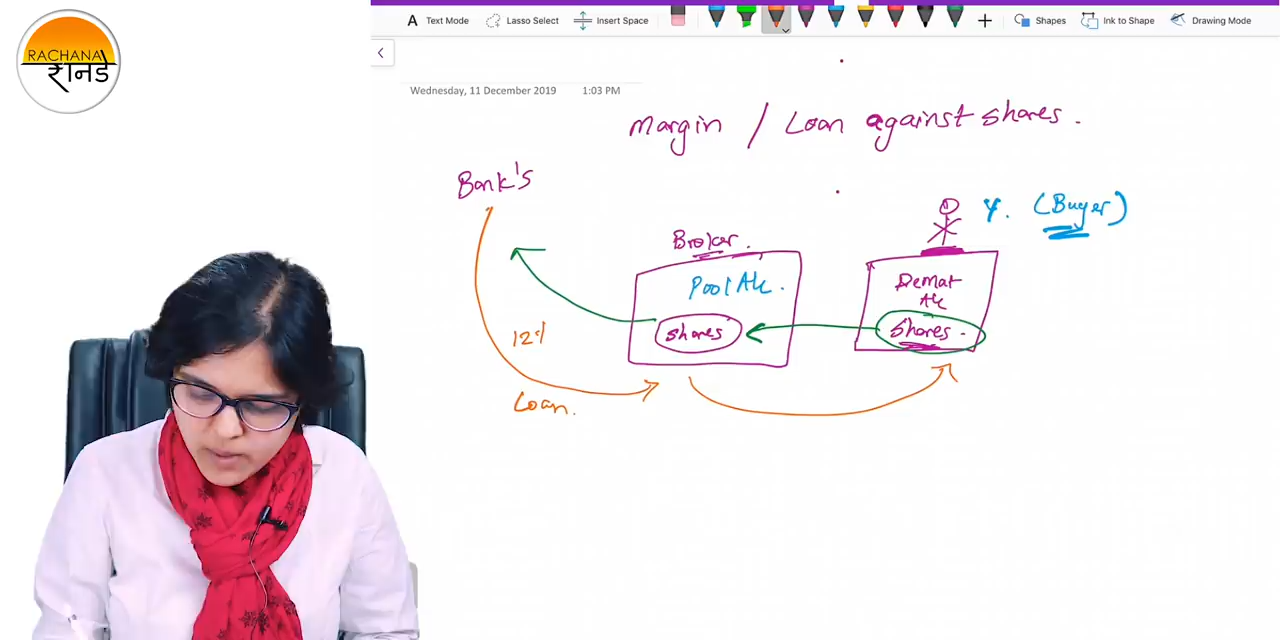 RACHANA
रानडे
A Text Mode Lasso Select Insert Space Shapes Ink to Shape Drawing Mode
Wednesday, 11 December 2019 1:03 PM
Margin / Loan against shares.
Bank's
Y. (Buyer)
Broker.
Pool A/c.
Demat
A/c
shares
shares.
12%
Loan.